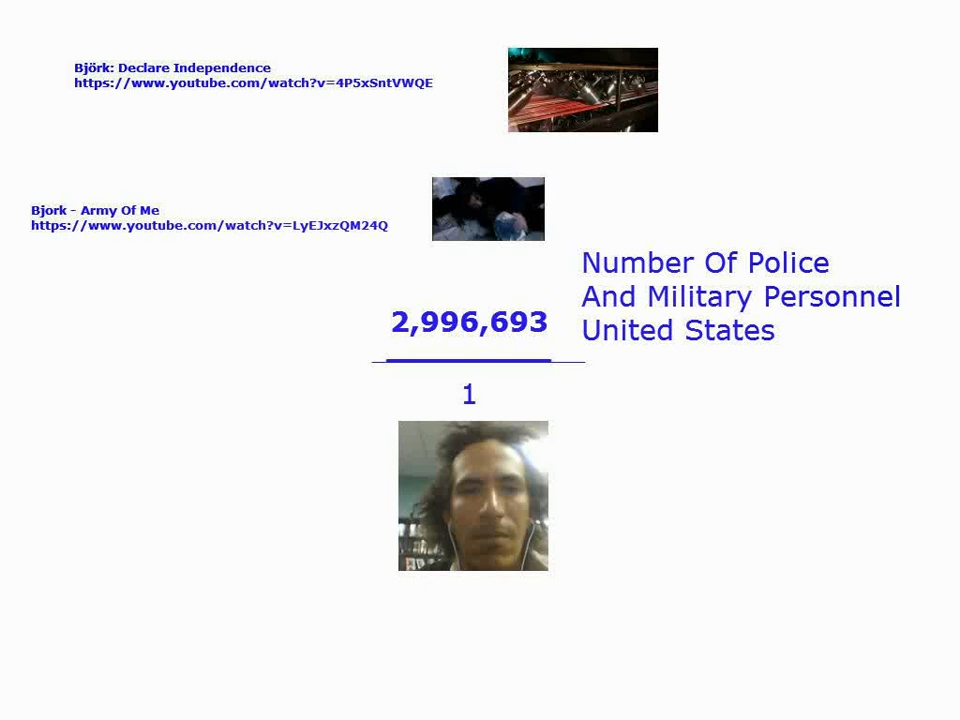 Björk: Declare Independence
https://www.youtube.com/watch?v=4P5xSntVWQE
Bjork - Army Of Me
https://www.youtube.com/watch?v=LyEJxzQM24Q
Number Of Police
And Military Personnel
United States
2,996,693
1